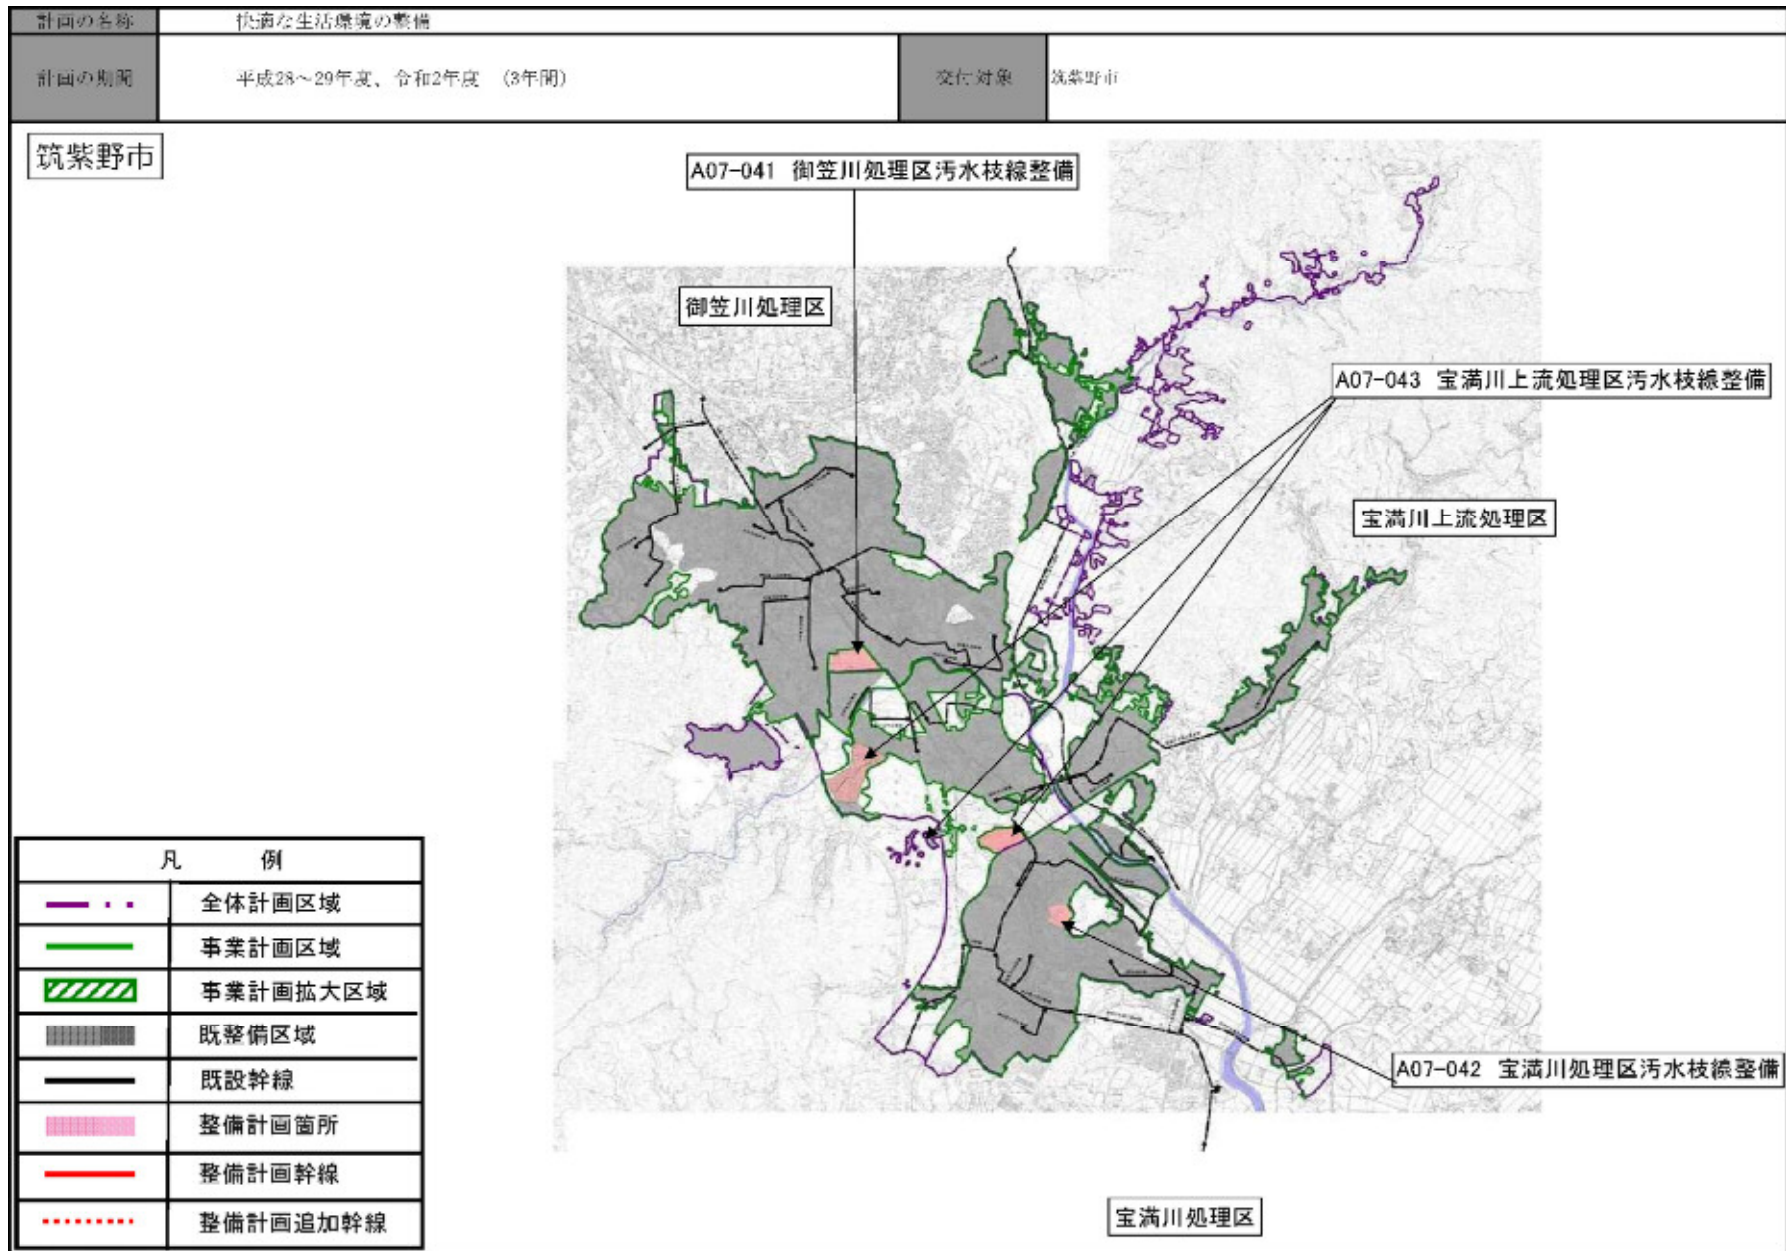 計画の名称
快適な生活環境の整備
計画の期間
平成28～29年度、令和2年度 (3年間)
交付対象
筑紫野市
筑紫野市
A07-041 御笠川処理区汚水枝線整備
御笠川処理区
A07-043 宝満川上流処理区汚水枝線整備
宝満川上流処理区
A07-042 宝満川処理区汚水枝線整備
宝満川処理区
凡 例
全体計画区域
事業計画区域
事業計画拡大区域
既整備区域
既設幹線
整備計画箇所
整備計画幹線
整備計画追加幹線